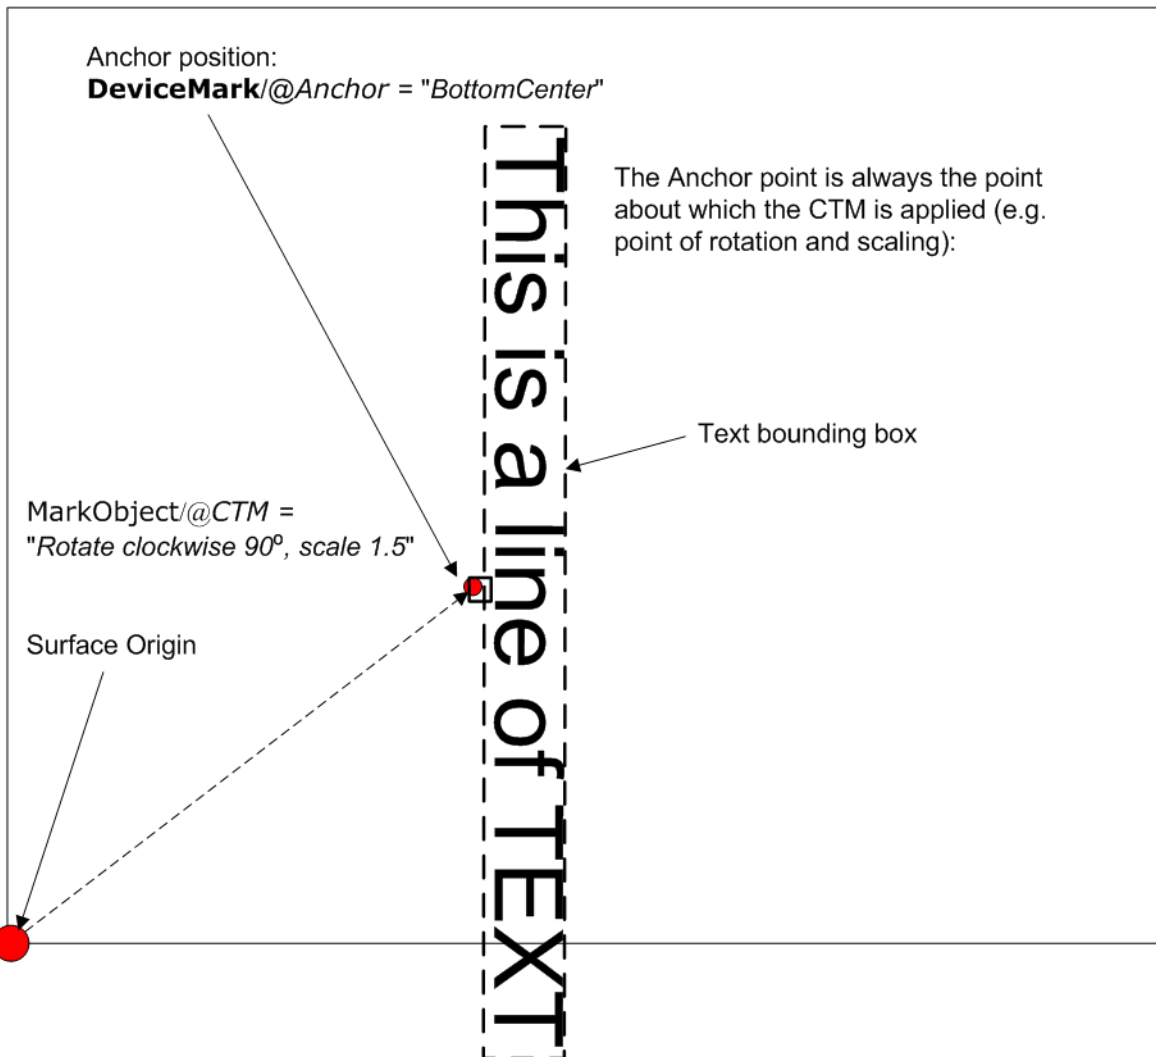 Anchor position:
DeviceMark/@Anchor = "BottomCenter"
The Anchor point is always the point
about which the CTM is applied (e.g.
point of rotation and scaling):
This is a line of TEXT
Text bounding box
MarkObject/@CTM =
"Rotate clockwise 90º, scale 1.5"
Surface Origin